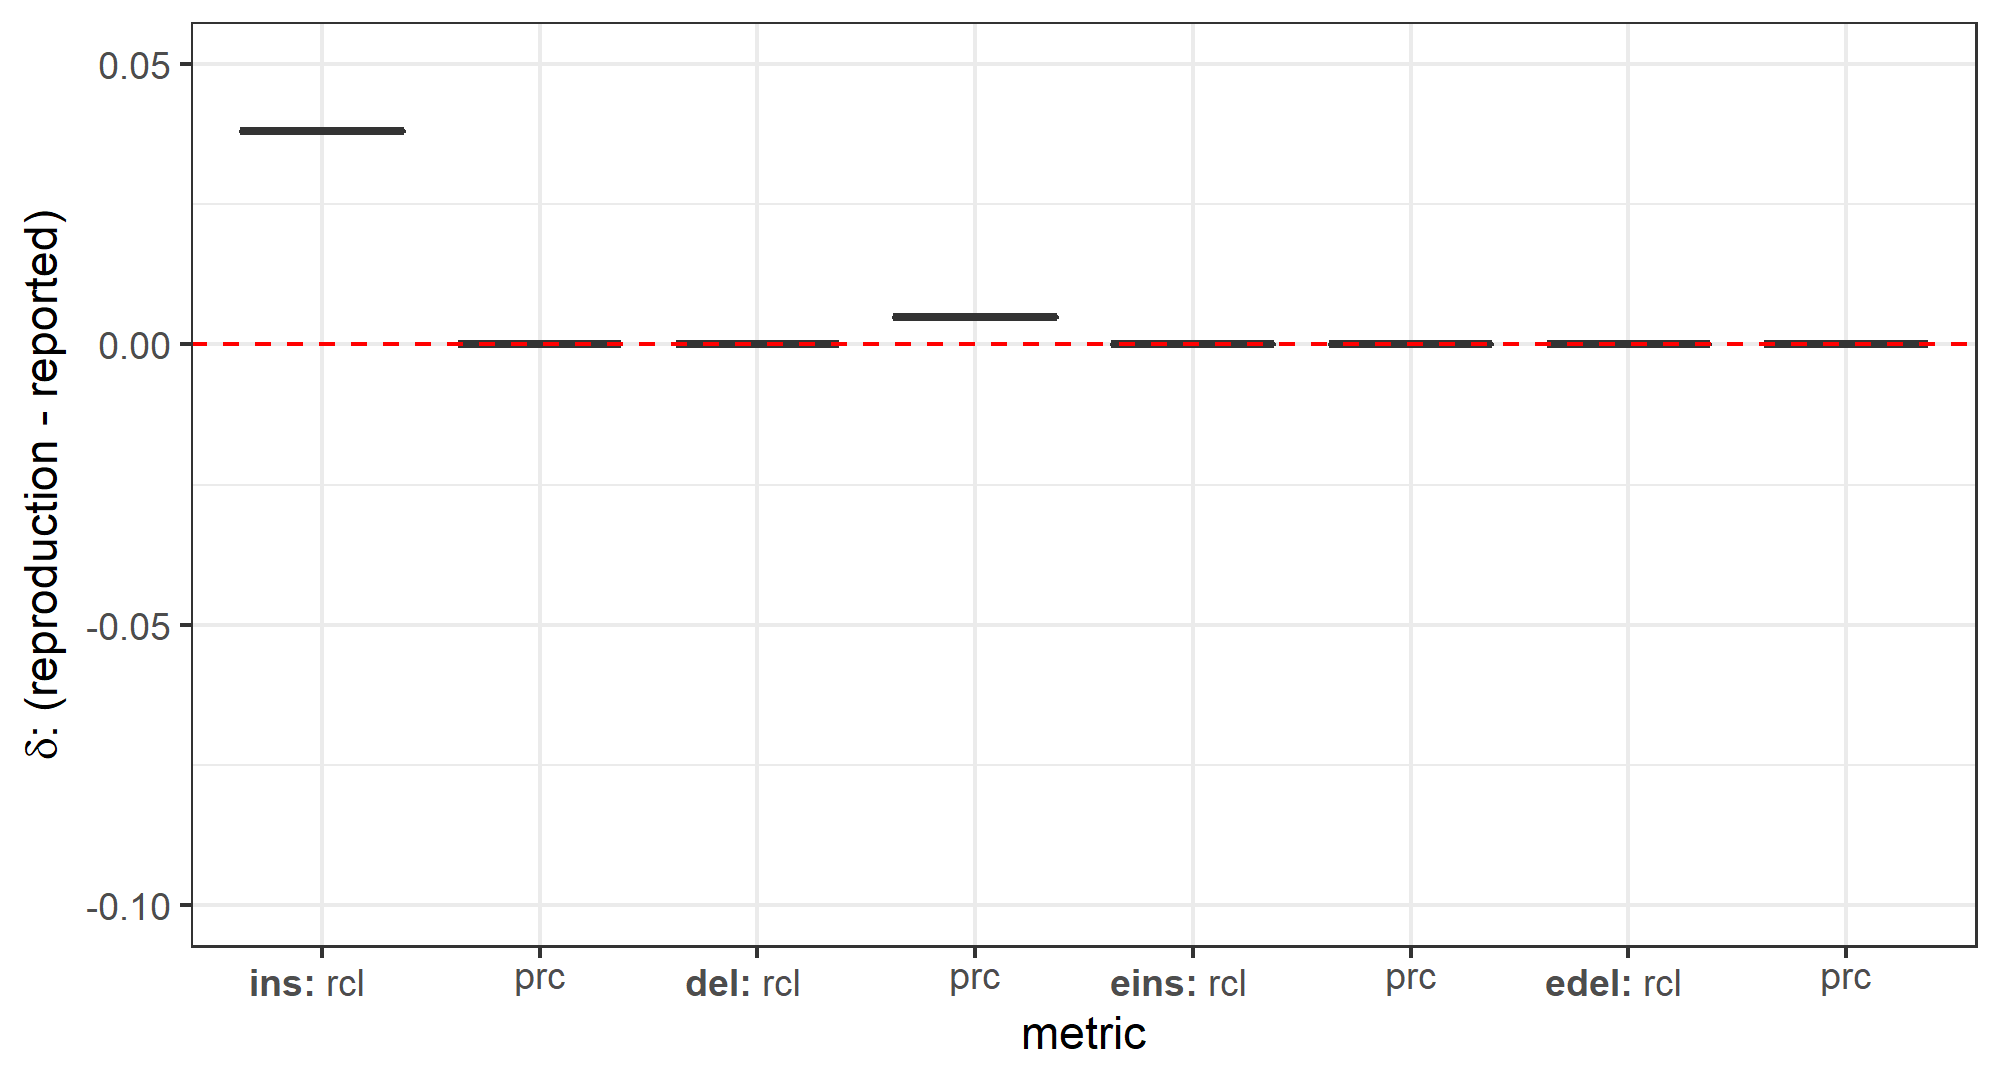 δ: (reproduction - reported)
0.05
0.00
-0.05
-0.10
ins: rcl prc del: rcl prc eins: rcl prc edel: rcl prc
metric